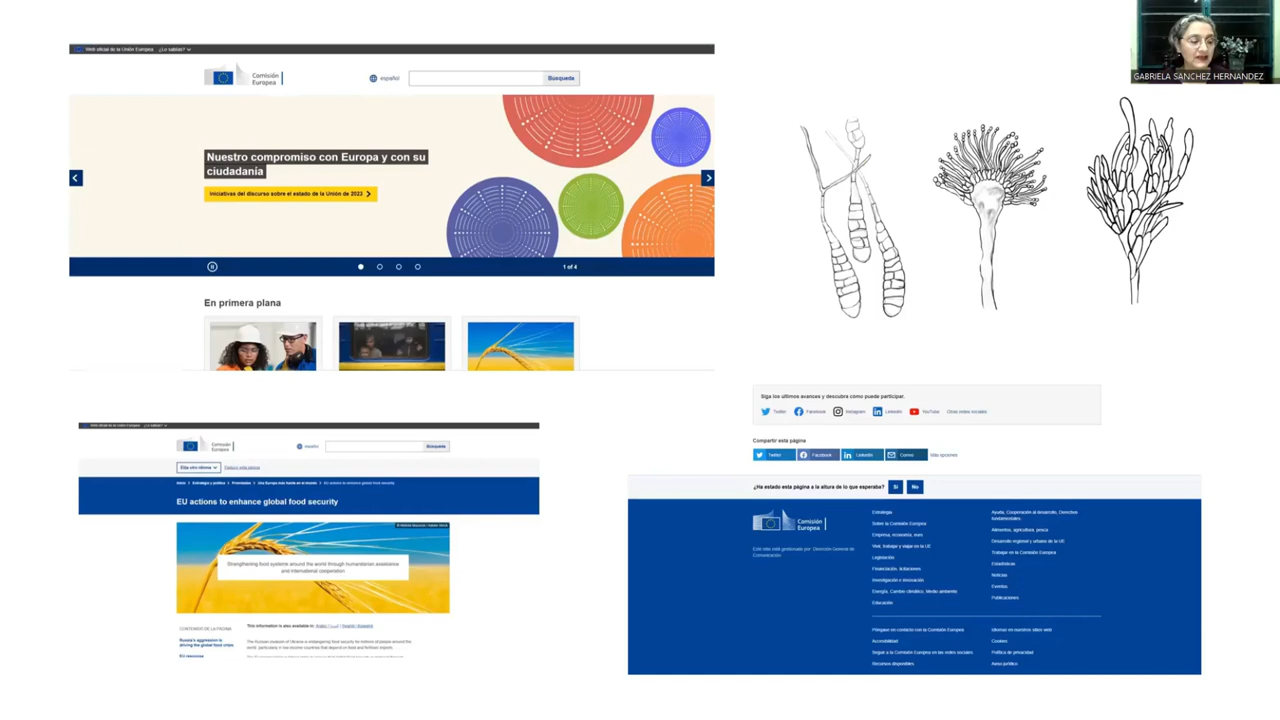 Web oficial de la Unión Europea ¿Lo sabías?
Comisión
Europea
español
Búsqueda
Nuestro compromiso con Europa y con su
ciudadanía
Iniciativas del discurso sobre el estado de la Unión de 2023
1 of 4
En primera plana
GABRIELA SANCHEZ HERNANDEZ
Web oficial de la Unión Europea ¿Lo sabías?
Comisión
Europea
español
Búsqueda
Elija otro idioma
Traduzca esta página
Inicio > Estrategia y política > Prioridades > Una Europa más fuerte en el mundo > EU actions to enhance global food security
EU actions to enhance global food security
Strengthening food systems around the world through humanitarian assistance
and international cooperation
CONTENIDO DE LA PÁGINA
Russia's aggression is
driving the global food crisis
EU response
This information is also available in:
The Russian invasion of Ukraine is endangering food security for millions of people around the
world, particularly in low income countries that depend on food and fertiliser imports.
Siga los últimos avances y descubra cómo puede participar.
Twitter Facebook Instagram LinkedIn YouTube Otras redes sociales
Compartir esta página
Twitter Facebook LinkedIn Correo Más opciones
¿Ha estado esta página a la altura de lo que esperaba? Sí No
Comisión
Europea
Este sitio está gestionado por: Dirección General de
Comunicación
Estrategia
Sobre la Comisión Europea
Empresa, economía, euro
Vivir, trabajar y viajar en la UE
Legislación
Financiación, licitaciones
Investigación e innovación
Energía, Cambio climático, Medio ambiente
Educación
Ayuda, Cooperación al desarrollo, Derechos
fundamentales
Alimentos, agricultura, pesca
Desarrollo regional y urbano de la UE
Trabajar en la Comisión Europea
Estadísticas
Noticias
Eventos
Publicaciones
Póngase en contacto con la Comisión Europea
Accesibilidad
Seguir a la Comisión Europea en las redes sociales
Recursos disponibles
Idiomas en nuestros sitios web
Cookies
Política de privacidad
Aviso jurídico